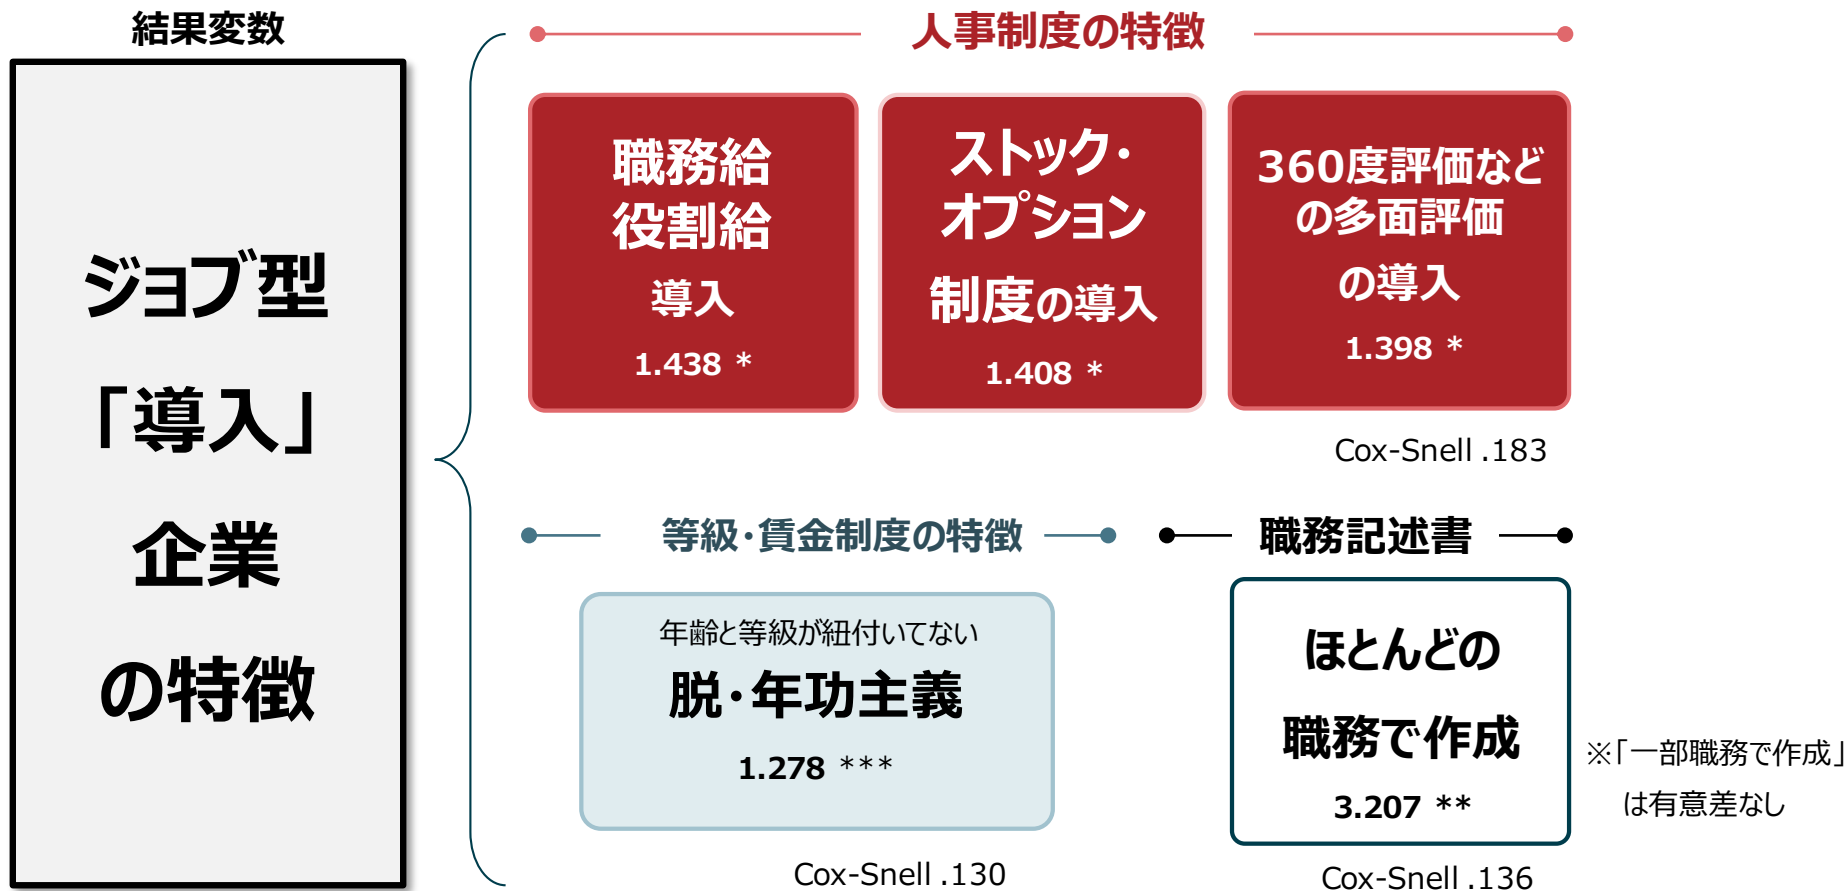 結果変数
ジョブ型
「導入」
企業
の特徴
人事制度の特徴
職務給
役割給
導入
1.438 *
ストック・
オプション
制度の導入
1.408 *
360度評価など
の多面評価
の導入
1.398 *
Cox-Snell .183
等級・賃金制度の特徴
年齢と等級が紐付いてない
脱・年功主義
1.278 ***
Cox-Snell .130
職務記述書
ほとんどの
職務で作成
3.207 **
※「一部職務で作成」
は有意差なし
Cox-Snell .136